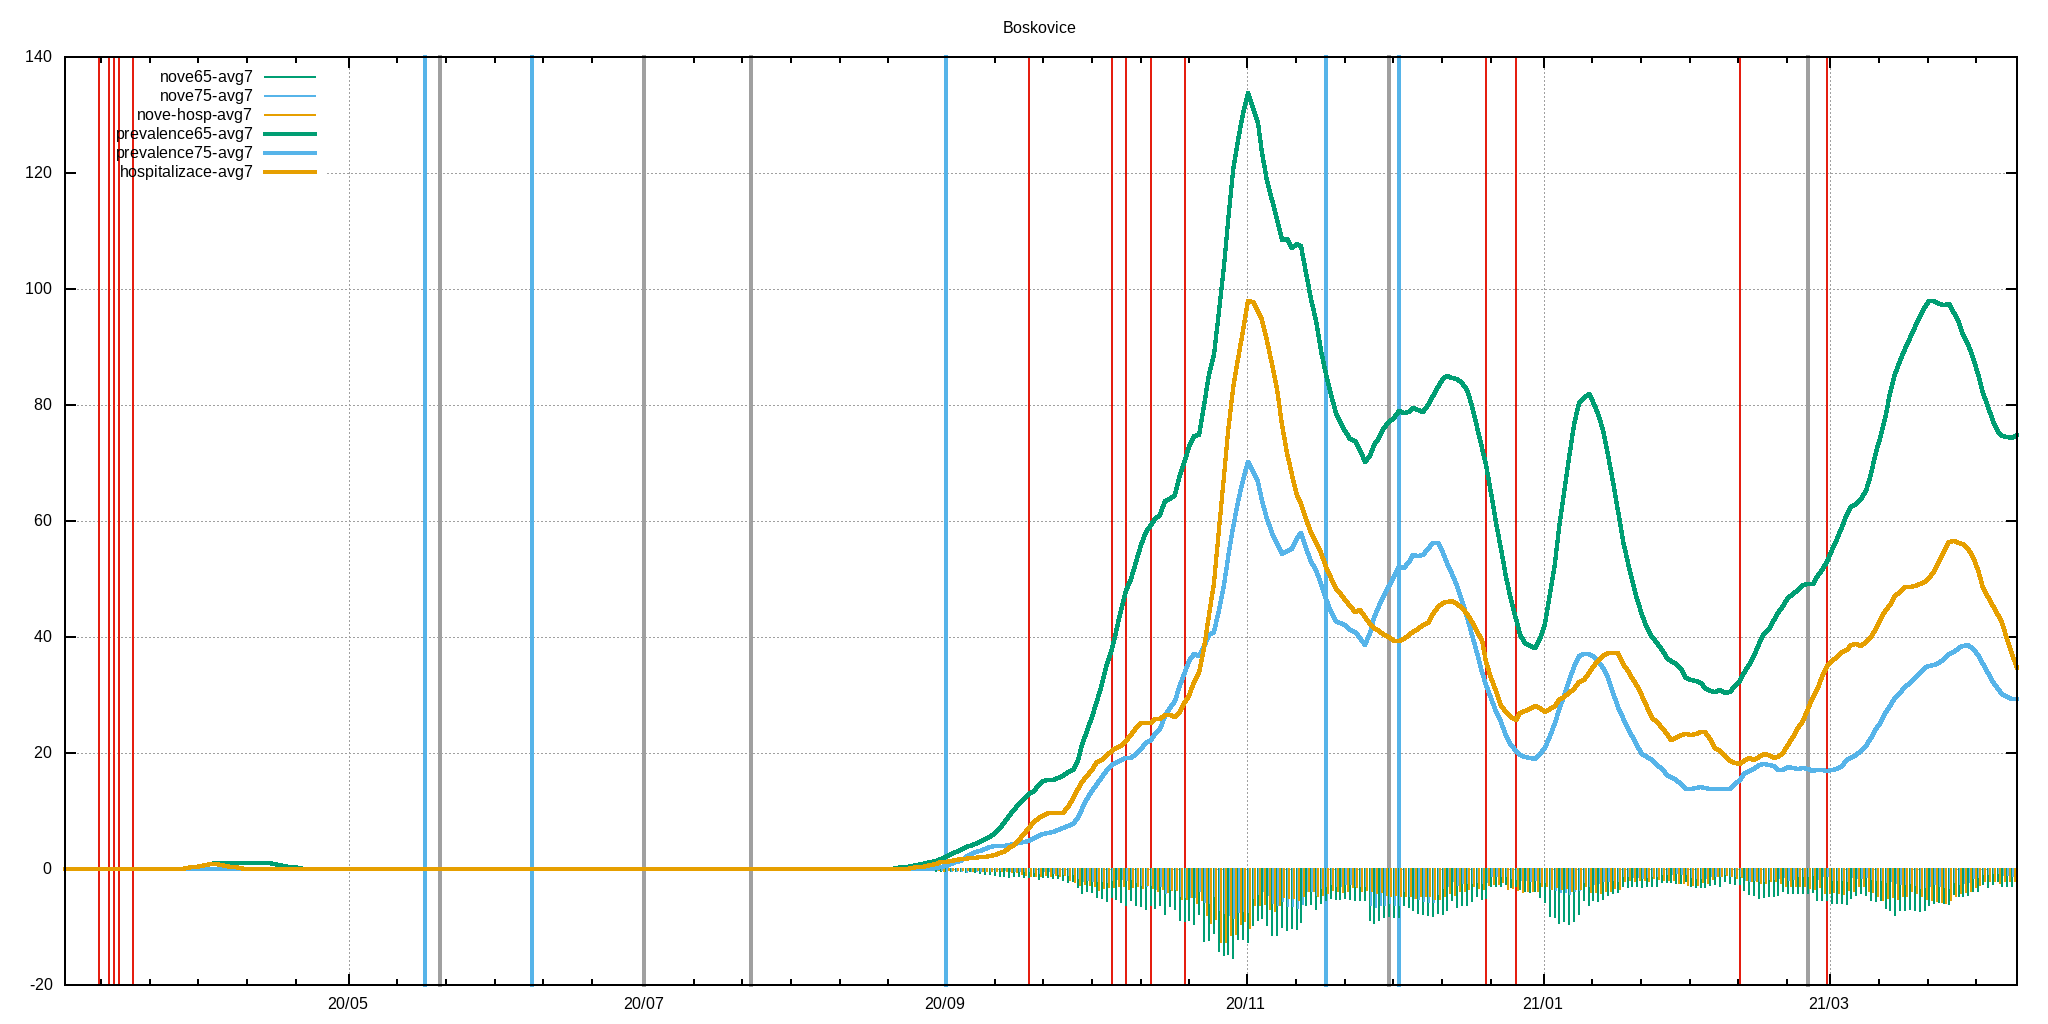 Boskovice
140
120
100
80
60
40
20
0
-20
nove65-avg7
nove75-avg7
nove-hosp-avg7
prevalence65-avg7
prevalence75-avg7
hospitalizace-avg7
20/05 20/07 20/09 20/11 21/01 21/03